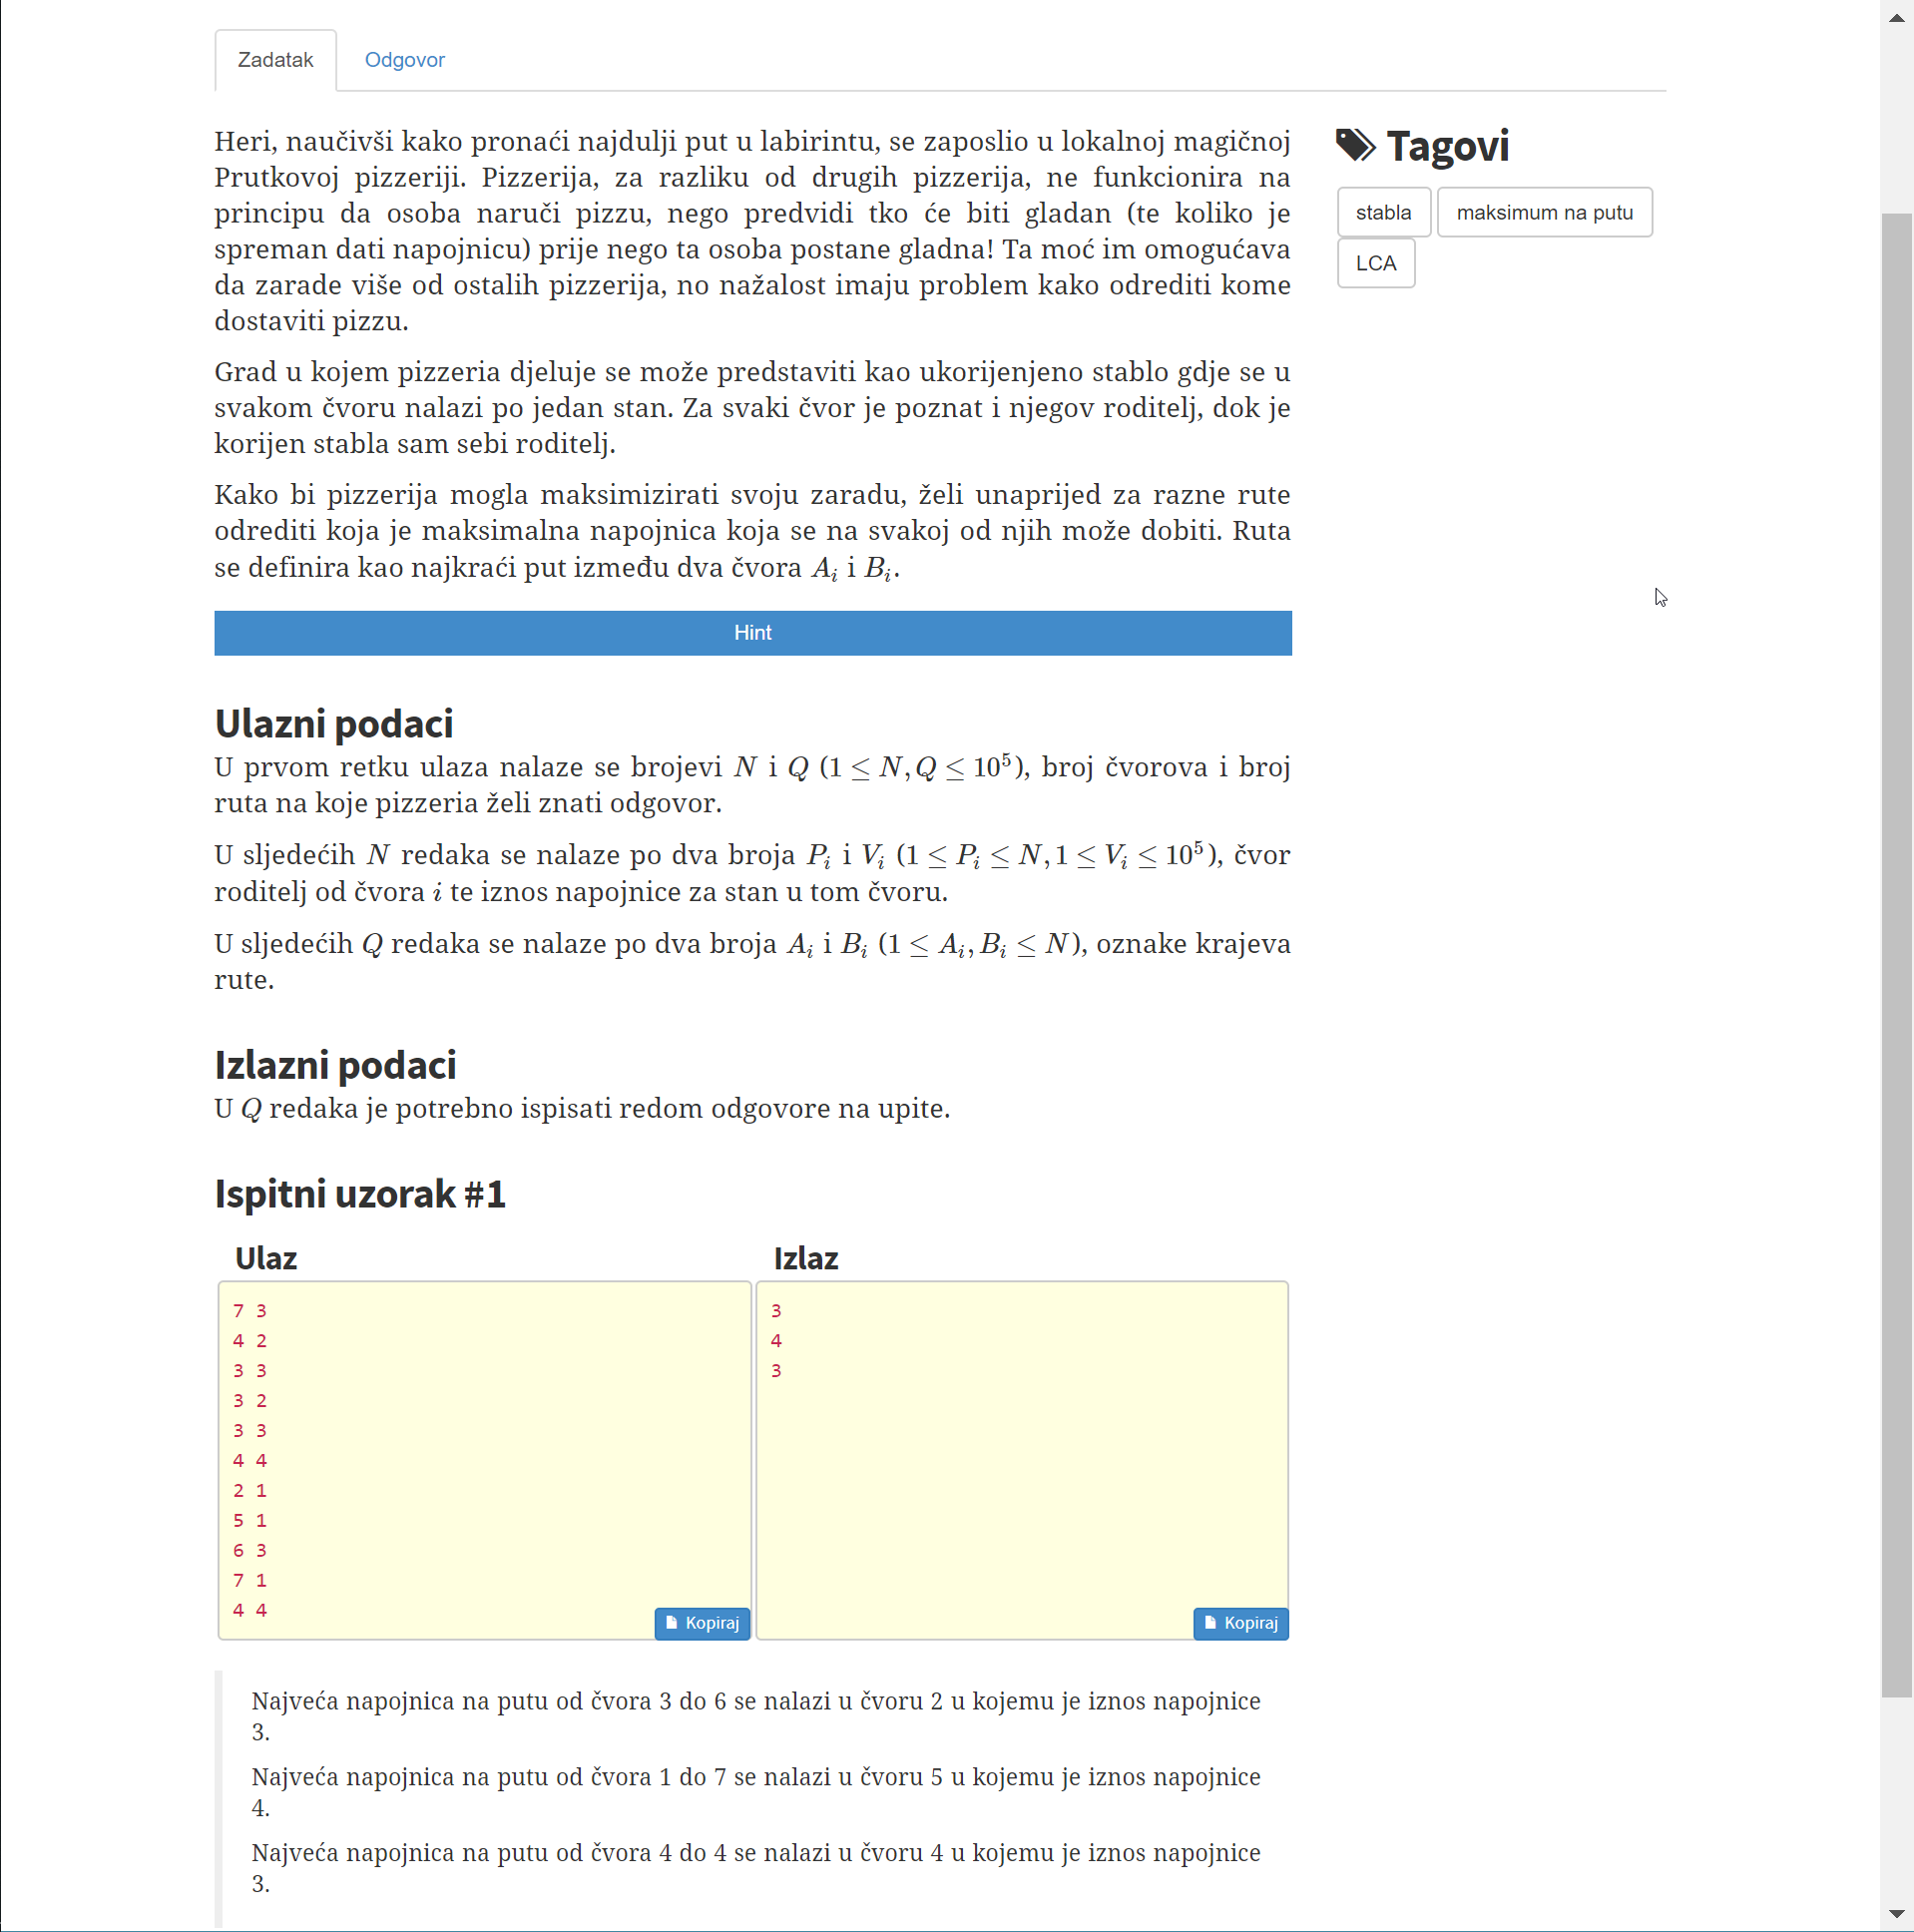 Zadatak
Odgovor
Heri, naučivši kako pronaći najdulji put u labirintu, se zaposlio u lokalnoj magičnoj
Prutkovoj pizzeriji. Pizzerija, za razliku od drugih pizzerija, ne funkcionira na
principu da osoba naruči pizzu, nego predvidi tko će biti gladan (te koliko je
spreman dati napojnicu) prije nego ta osoba postane gladna! Ta moć im omogućava
da zarade više od ostalih pizzerija, no nažalost imaju problem kako odrediti kome
dostaviti pizzu.
Grad u kojem pizzeria djeluje se može predstaviti kao ukorijenjeno stablo gdje se u
svakom čvoru nalazi po jedan stan. Za svaki čvor je poznat i njegov roditelj, dok je
korijen stabla sam sebi roditelj.
Kako bi pizzerija mogla maksimizirati svoju zaradu, želi unaprijed za razne rute
odrediti koja je maksimalna napojnica koja se na svakoj od njih može dobiti. Ruta
se definira kao najkraći put između dva čvora A_i i B_i.
Hint
Ulazni podaci
U prvom retku ulaza nalaze se brojevi N i Q (1 ≤ N, Q ≤ 10^5), broj čvorova i broj
ruta na koje pizzeria želi znati odgovor.
U sljedećih N redaka se nalaze po dva broja P_i i V_i (1 ≤ P_i ≤ N, 1 ≤ V_i ≤ 10^5), čvor
roditelj od čvora i te iznos napojnice za stan u tom čvoru.
U sljedećih Q redaka se nalaze po dva broja A_i i B_i (1 ≤ A_i, B_i ≤ N), oznake krajeva
rute.
Izlazni podaci
U Q redaka je potrebno ispisati redom odgovore na upite.
Ispitni uzorak #1
Ulaz
7 3
4 2
3 3
3 2
3 3
4 4
2 1
5 1
6 3
7 1
4 4
Kopiraj
Izlaz
3
4
3
Kopiraj
Najveća napojnica na putu od čvora 3 do 6 se nalazi u čvoru 2 u kojemu je iznos napojnice
3.
Najveća napojnica na putu od čvora 1 do 7 se nalazi u čvoru 5 u kojemu je iznos napojnice
4.
Najveća napojnica na putu od čvora 4 do 4 se nalazi u čvoru 4 u kojemu je iznos napojnice
3.
Tagovi
stabla
maksimum na putu
LCA